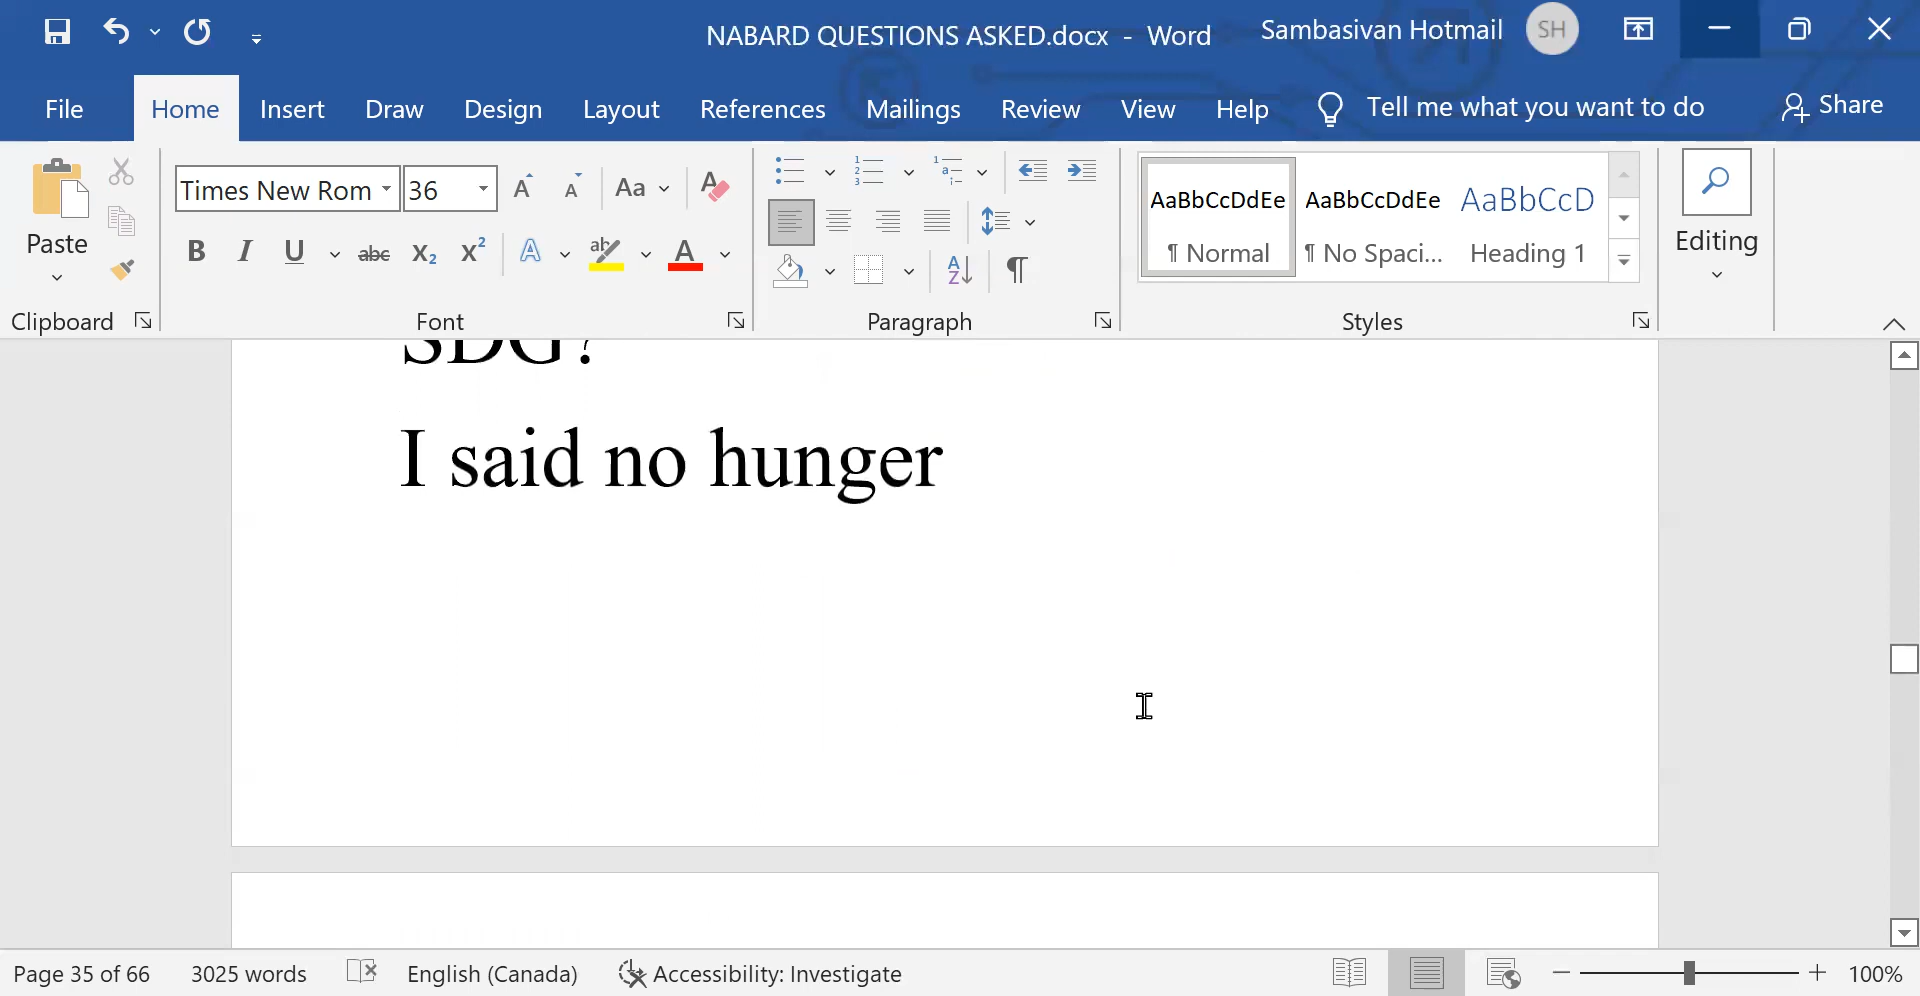 NABARD QUESTIONS ASKED.docx - Word
Sambasivan Hotmail
SH
File Home Insert Draw Design Layout References Mailings Review View Help Tell me what you want to do Share
Paste
Clipboard
Times New Rom 36
Aa
B I U abc X₂ X²
Font
Paragraph
AaBbCcDdEe AaBbCcDdEe AaBbCcD
¶ Normal ¶ No Spaci... Heading 1
Styles
Editing
SDG?
I said no hunger
Page 35 of 66 3025 words English (Canada) Accessibility: Investigate 100%